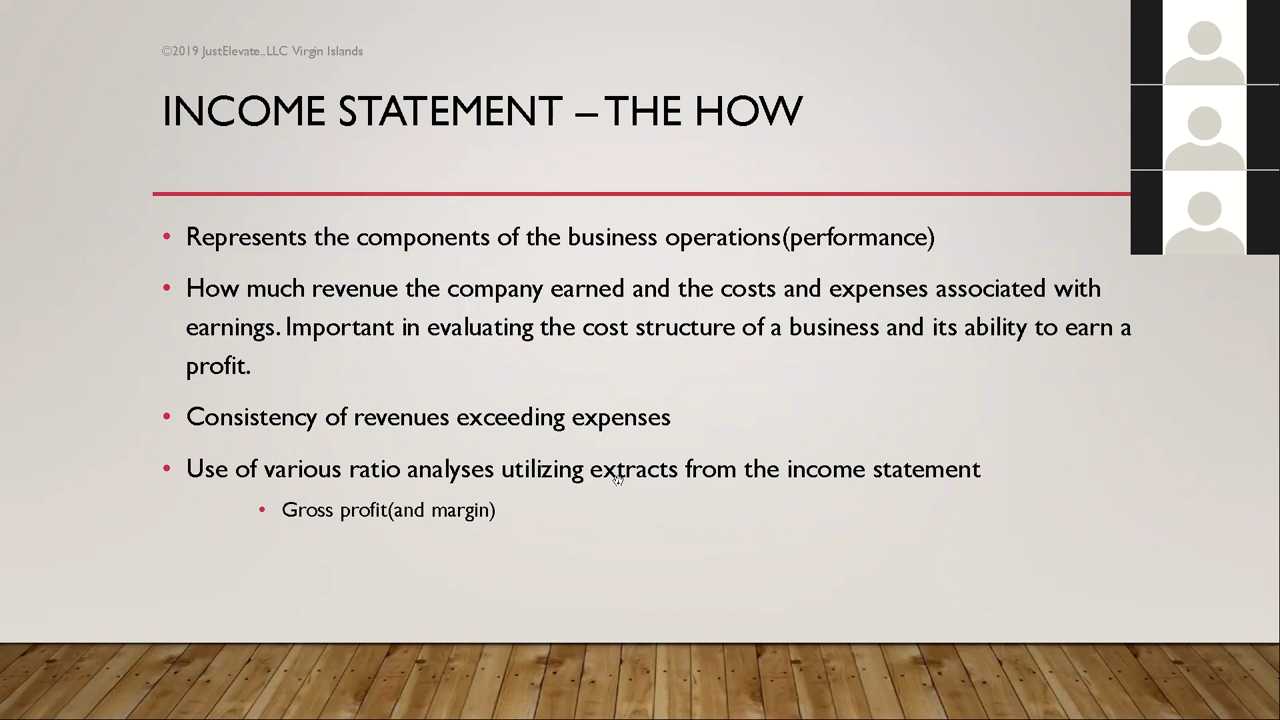 ©2019 JustElevate.,LLC Virgin Islands
INCOME STATEMENT – THE HOW
• Represents the components of the business operations(performance)
• How much revenue the company earned and the costs and expenses associated with
earnings. Important in evaluating the cost structure of a business and its ability to earn a
profit.
• Consistency of revenues exceeding expenses
• Use of various ratio analyses utilizing extracts from the income statement
• Gross profit(and margin)